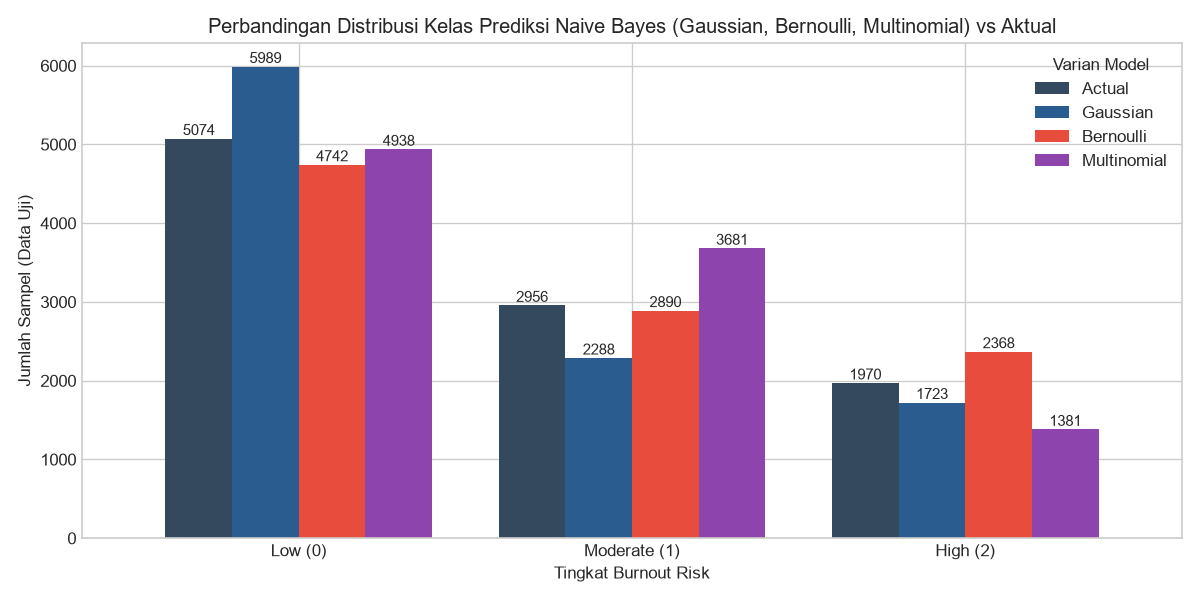 Perbandingan Distribusi Kelas Prediksi Naive Bayes (Gaussian, Bernoulli, Multinomial) vs Aktual
Jumlah Sampel (Data Uji)
6000
5000
4000
3000
2000
1000
0
5074
5989
4742
4938
2956
2288
2890
3681
1970
1723
2368
1381
Varian Model
Actual
Gaussian
Bernoulli
Multinomial
Low (0)
Moderate (1)
High (2)
Tingkat Burnout Risk